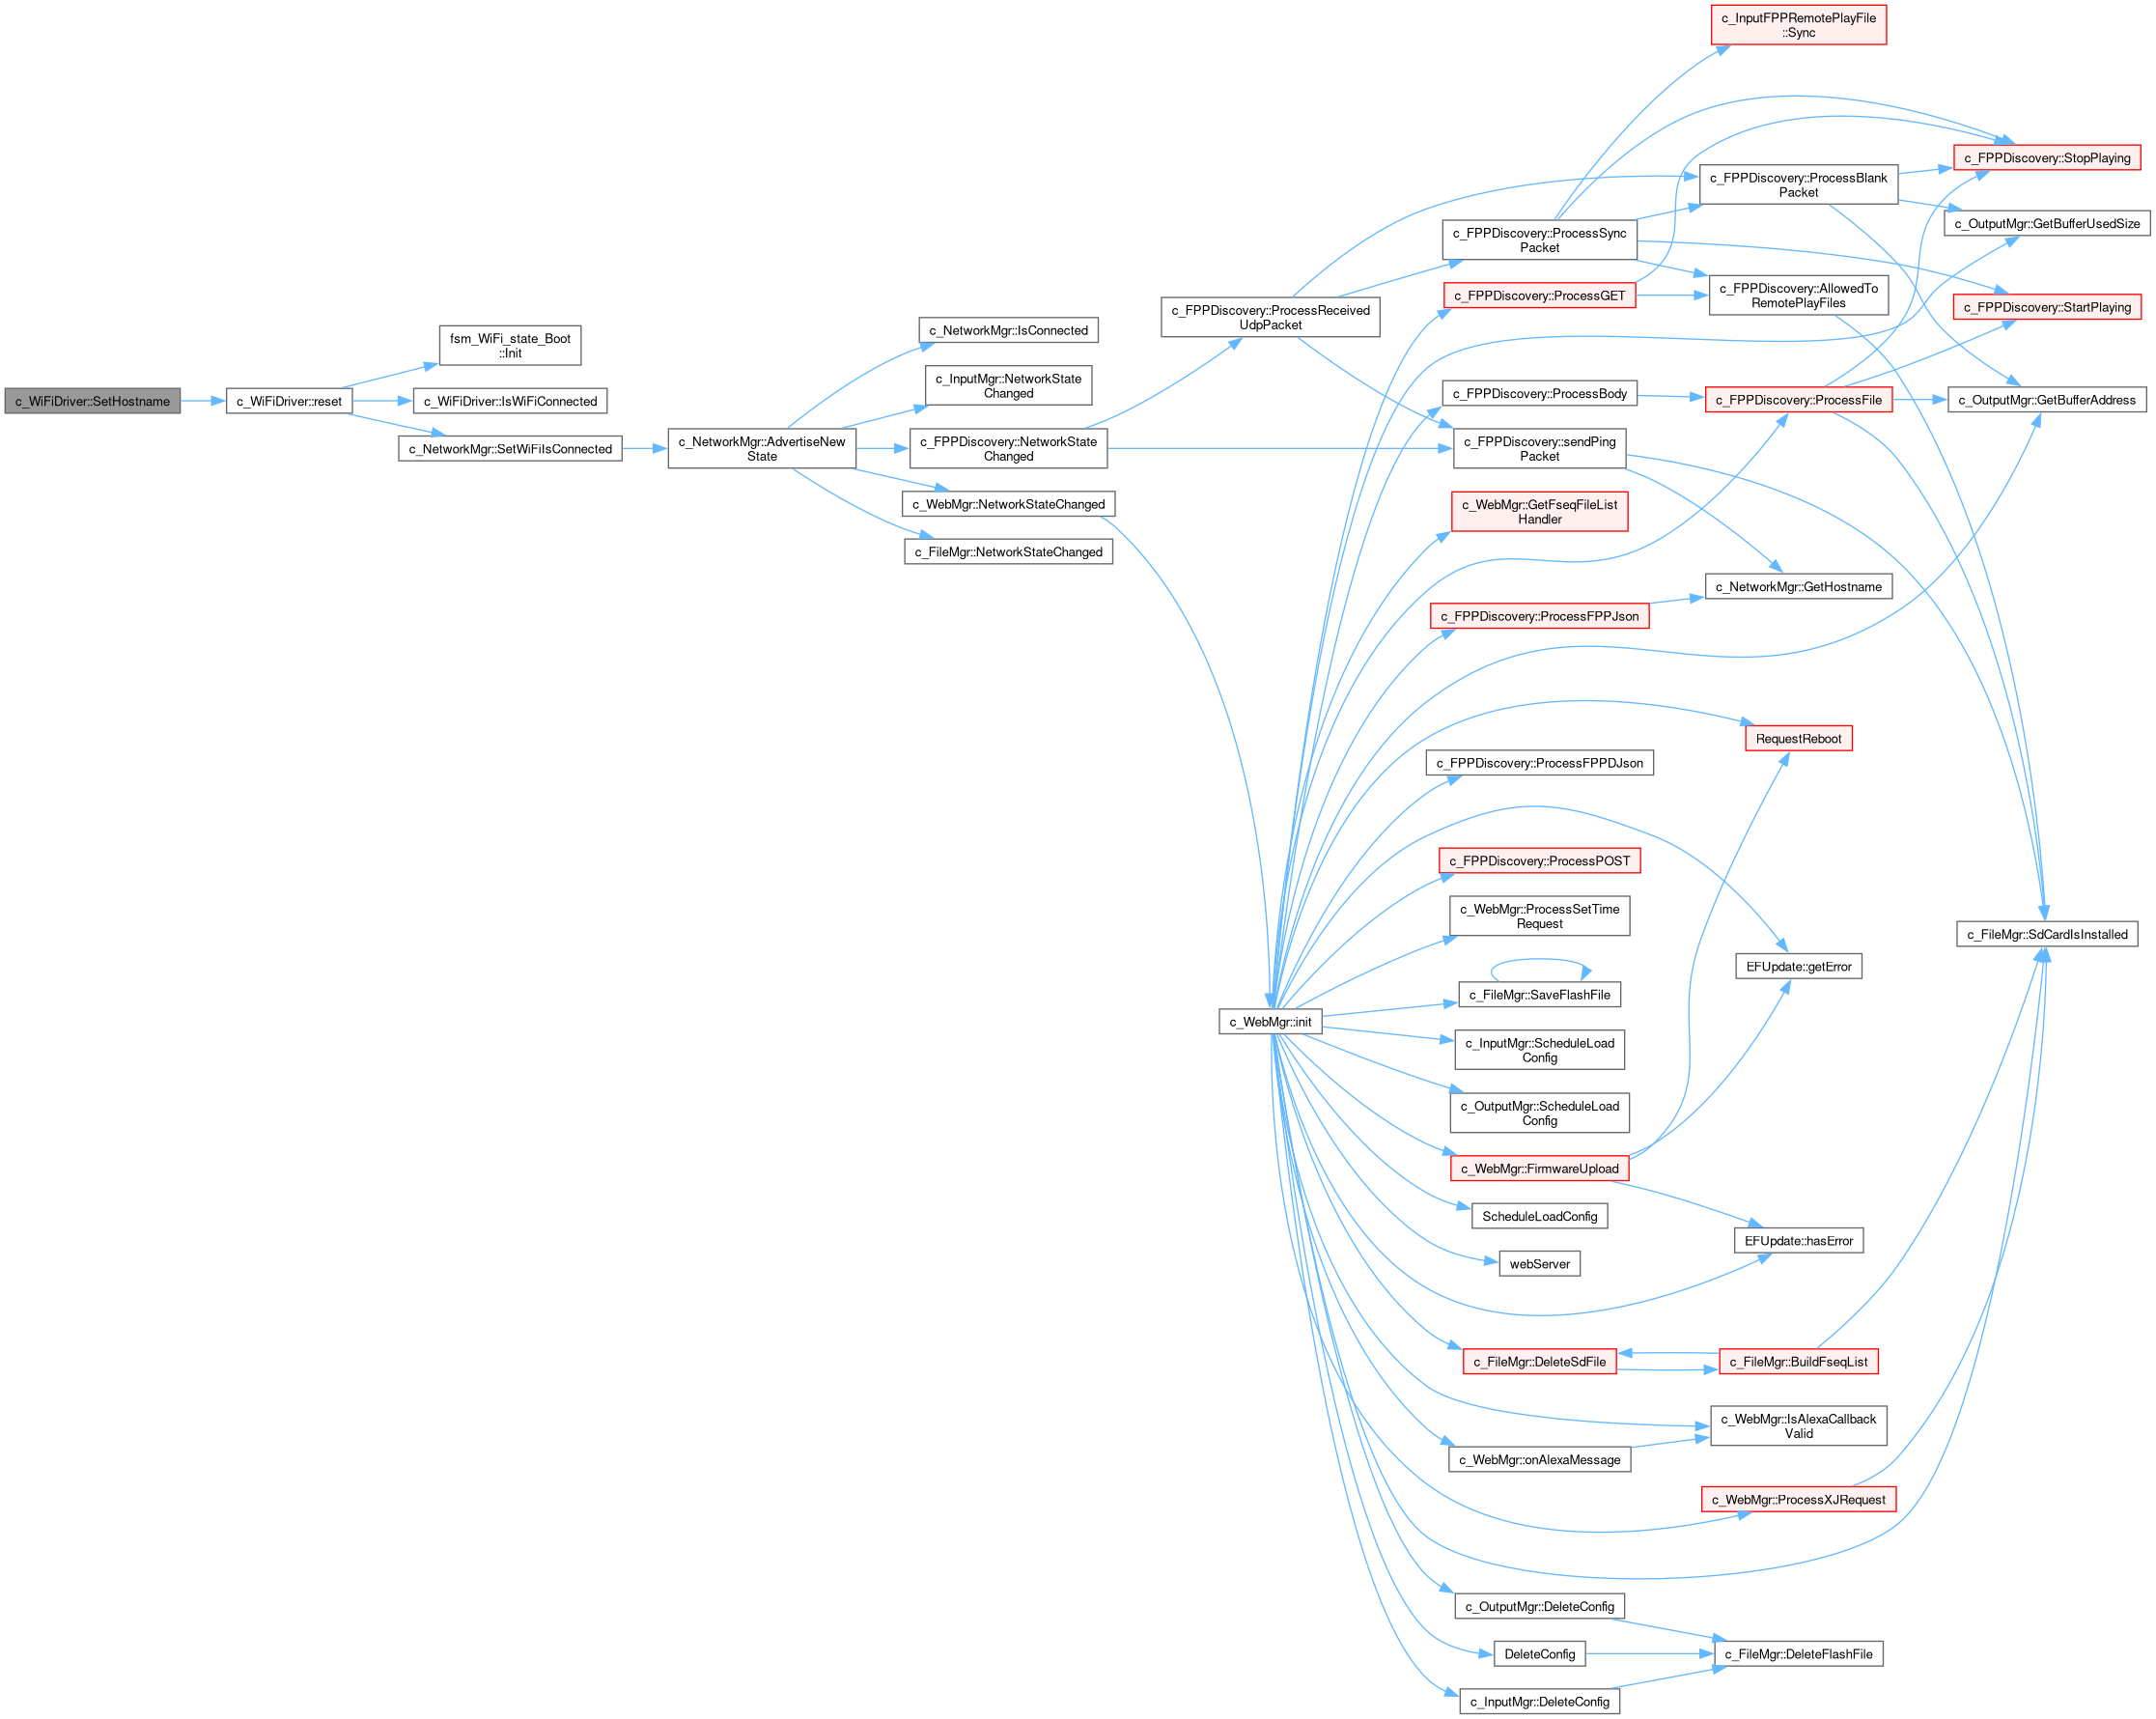 c_WiFiDriver::SetHostname
c_WiFiDriver::reset
fsm_WiFi_state_Boot
::Init
c_WiFiDriver::IsWiFiConnected
c_NetworkMgr::SetWiFiIsConnected
c_NetworkMgr::AdvertiseNew
State
c_NetworkMgr::IsConnected
c_InputMgr::NetworkState
Changed
c_FPPDiscovery::NetworkState
Changed
c_WebMgr::NetworkStateChanged
c_FileMgr::NetworkStateChanged
c_FPPDiscovery::ProcessReceived
UdpPacket
c_WebMgr::init
c_FPPDiscovery::ProcessSync
Packet
c_FPPDiscovery::ProcessGET
c_FPPDiscovery::ProcessBody
c_FPPDiscovery::sendPing
Packet
c_WebMgr::GetFseqFileList
Handler
c_FPPDiscovery::ProcessFPPJson
c_FPPDiscovery::ProcessFPPDJson
c_FPPDiscovery::ProcessPOST
c_WebMgr::ProcessSetTime
Request
c_FileMgr::SaveFlashFile
c_InputMgr::ScheduleLoad
Config
c_OutputMgr::ScheduleLoad
Config
c_WebMgr::FirmwareUpload
ScheduleLoadConfig
webServer
c_FileMgr::DeleteSdFile
c_WebMgr::onAlexaMessage
c_OutputMgr::DeleteConfig
DeleteConfig
c_InputMgr::DeleteConfig
c_InputFPPRemotePlayFile
::Sync
c_FPPDiscovery::ProcessBlank
Packet
c_FPPDiscovery::AllowedTo
RemotePlayFiles
c_FPPDiscovery::ProcessFile
c_NetworkMgr::GetHostname
RequestReboot
EFUpdate::getError
EFUpdate::hasError
c_FileMgr::BuildFseqList
c_WebMgr::IsAlexaCallback
Valid
c_WebMgr::ProcessXJRequest
c_FileMgr::DeleteFlashFile
c_FPPDiscovery::StopPlaying
c_OutputMgr::GetBufferUsedSize
c_FPPDiscovery::StartPlaying
c_OutputMgr::GetBufferAddress
c_FileMgr::SdCardIsInstalled